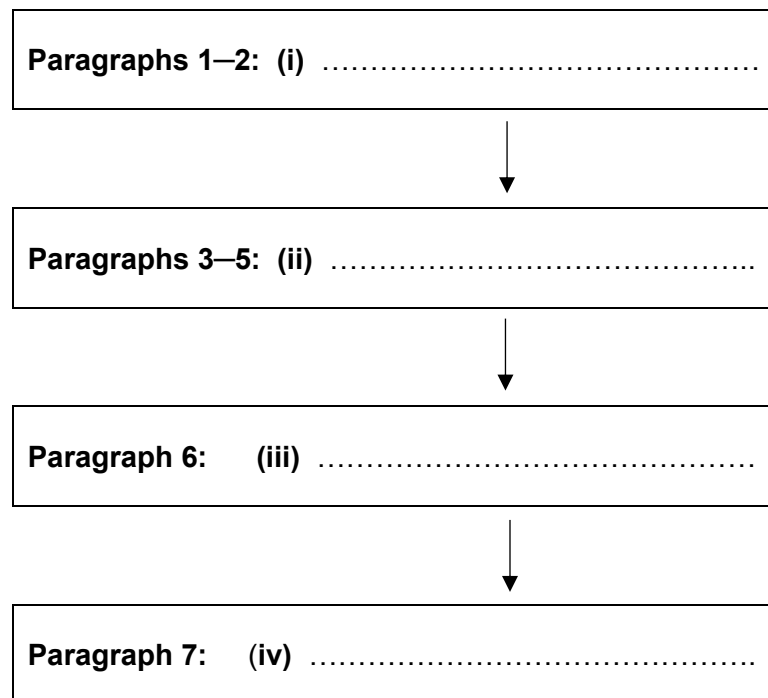 Paragraphs 1—2: (i) ………………………………………
Paragraphs 3—5: (ii) ……………………………………..
Paragraph 6: (iii) ………………………………………
Paragraph 7: (iv) ……………………………………….